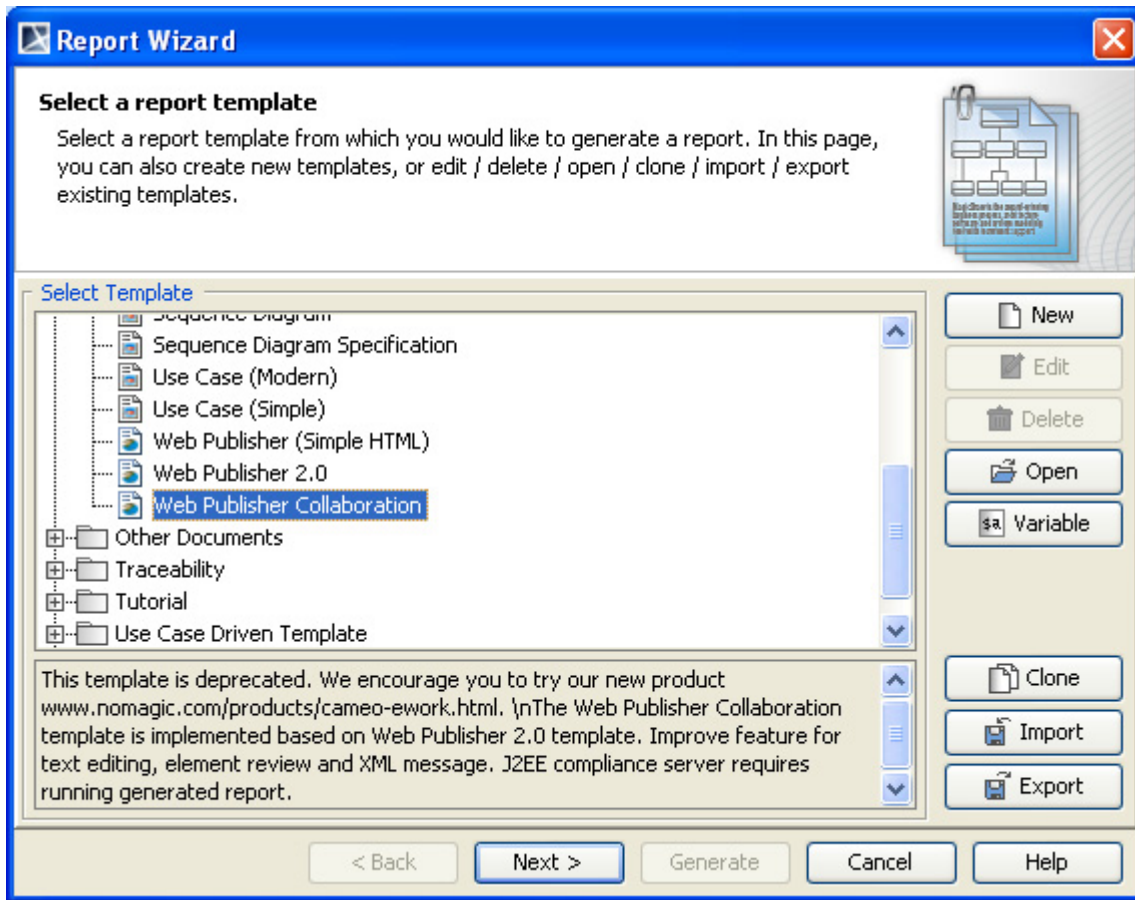 Report Wizard
Select a report template
Select a report template from which you would like to generate a report. In this page,
you can also create new templates, or edit / delete / open / clone / import / export
existing templates.
Select Template
Sequence Diagram
Sequence Diagram Specification
Use Case (Modern)
Use Case (Simple)
Web Publisher (Simple HTML)
Web Publisher 2.0
Web Publisher Collaboration
Other Documents
Traceability
Tutorial
Use Case Driven Template
New
Edit
Delete
Open
$a Variable
This template is deprecated. We encourage you to try our new product
www.nomagic.com/products/cameo-ework.html. \nThe Web Publisher Collaboration
template is implemented based on Web Publisher 2.0 template. Improve feature for
text editing, element review and XML message. J2EE compliance server requires
running generated report.
Clone
Import
Export
< Back
Next >
Generate
Cancel
Help